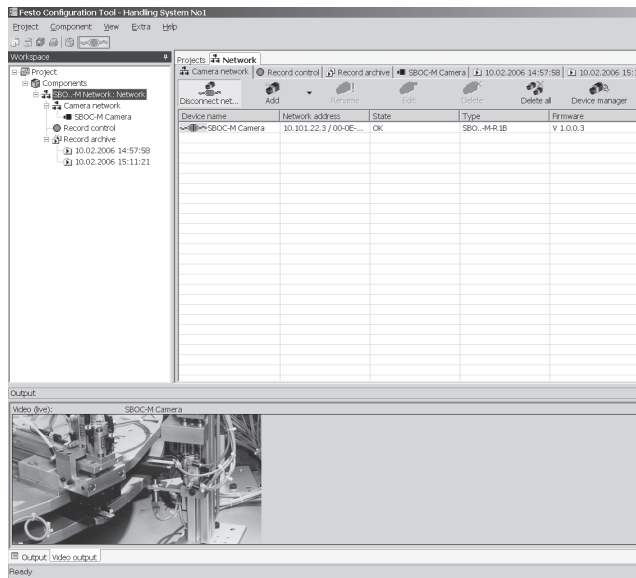 Festo Configuration Tool - Handling System No1
Project Component View Extra Help
Workspace
Project
Components
SBO..-M Network : Network
Camera network
SBOC-M Camera
Record control
Record archive
10.02.2006 14:57:58
10.02.2006 15:11:21
Projects Network
Camera network Record control Record archive SBOC-M Camera 10.02.2006 14:57:58 10.02.2006 15:1
Disconnect net... Add Rename Edit Delete Delete all Device manager
Device name Network address State Type Firmware
SBOC-M Camera 10.101.22.3 / 00-0E-... OK SBO..-M-R1B V 1.0.0.3
Output
Video (live): SBOC-M Camera
Output Video output
Ready